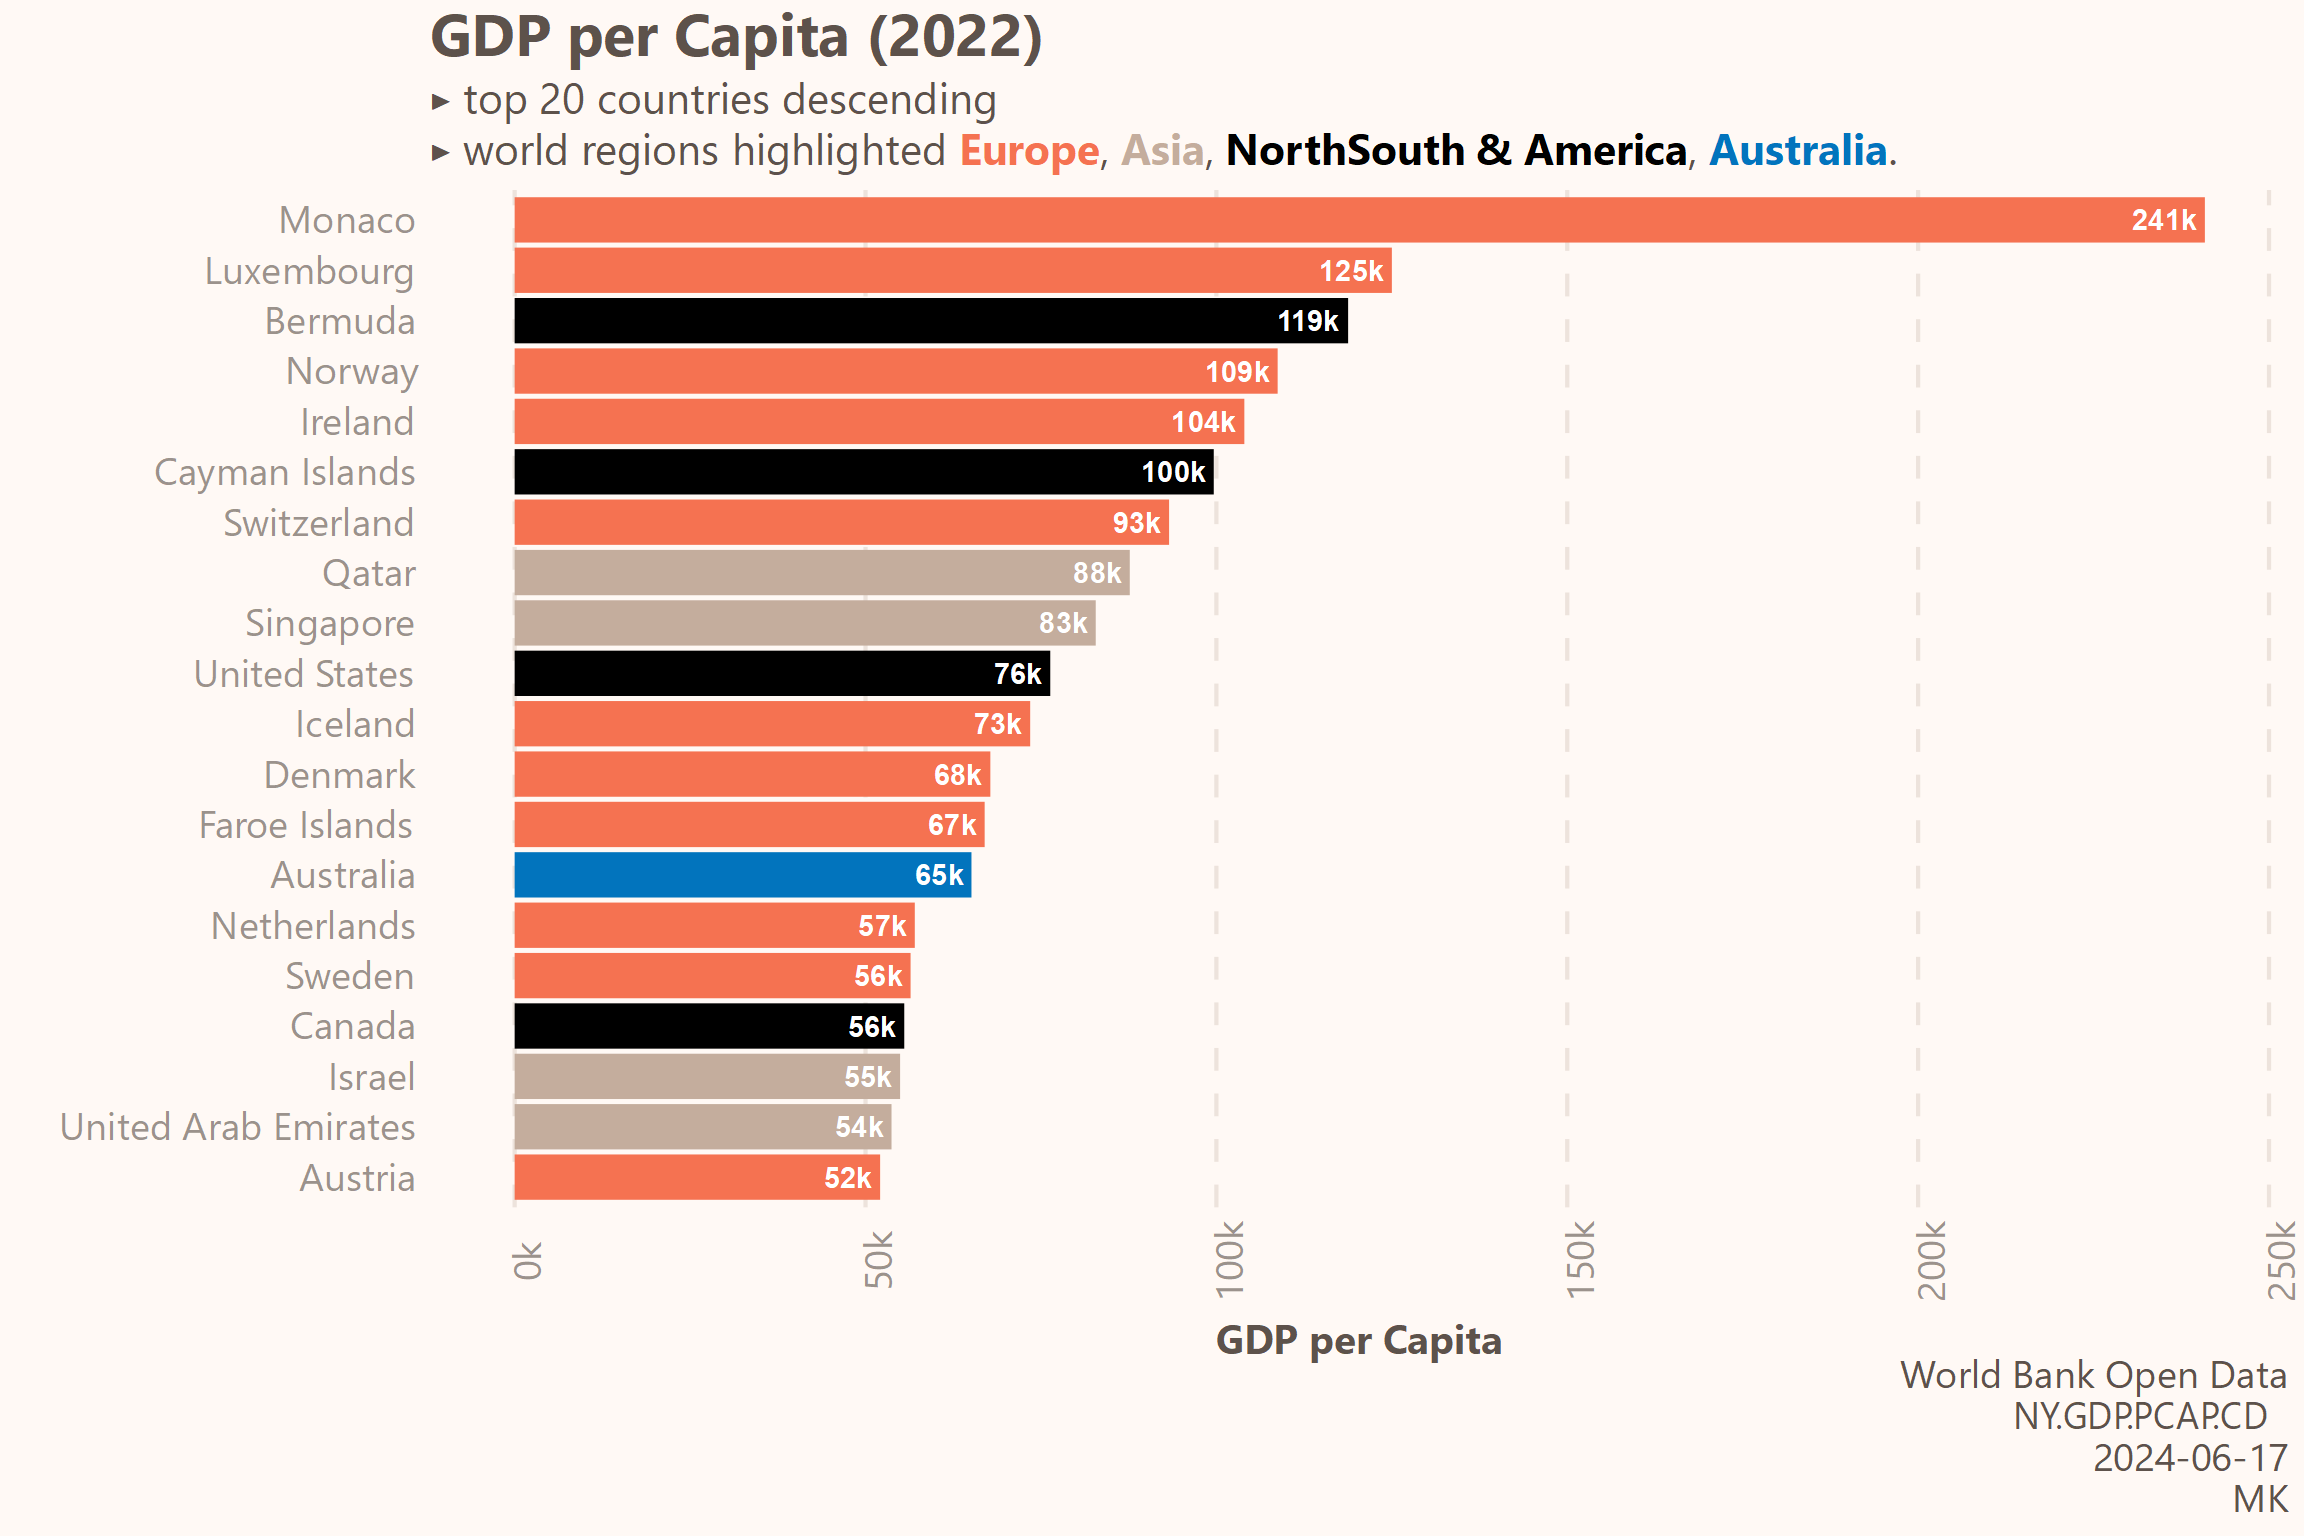 GDP per Capita (2022)
▸ top 20 countries descending
▸ world regions highlighted Europe, Asia, NorthSouth & America, Australia.
Monaco 241k
Luxembourg 125k
Bermuda 119k
Norway 109k
Ireland 104k
Cayman Islands 100k
Switzerland 93k
Qatar 88k
Singapore 83k
United States 76k
Iceland 73k
Denmark 68k
Faroe Islands 67k
Australia 65k
Netherlands 57k
Sweden 56k
Canada 56k
Israel 55k
United Arab Emirates 54k
Austria 52k
0k 50k 100k 150k 200k 250k
GDP per Capita
World Bank Open Data
NY.GDP.PCAP.CD
2024-06-17
MK